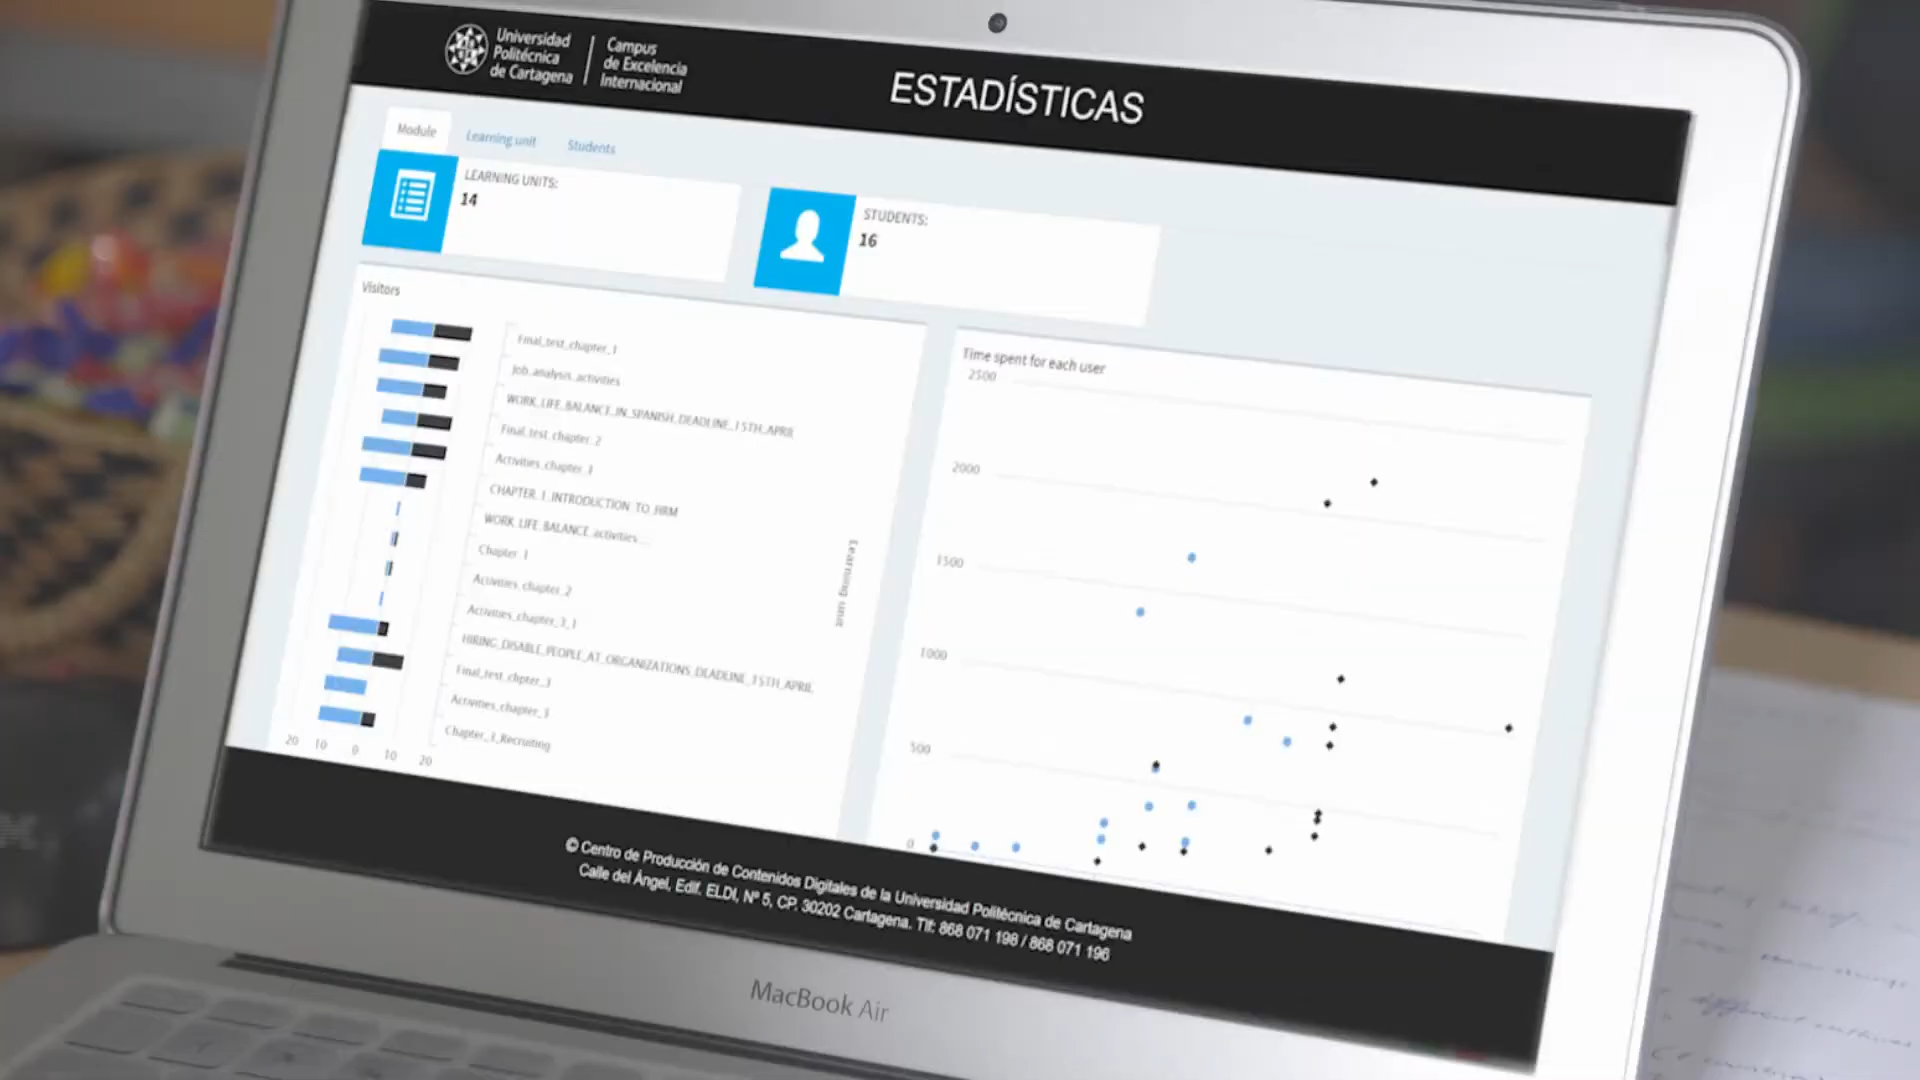 Universidad
Politécnica
de Cartagena
Campus
de Excelencia
Internacional
ESTADÍSTICAS
Module
Learning unit
Students
LEARNING UNITS:
14
STUDENTS:
16
Visitors
Final_test_chapter_1
Job_analysis_activities
WORK_LIFE_BALANCE_IN_SPANISH_DEADLINE_15TH_APRIL
Final_test_chapter_2
Activities_chapter_1
CHAPTER_1_INTRODUCTION_TO_HRM
WORK_LIFE_BALANCE_activities
Chapter_1
Activities_chapter_2
Activities_chapter_3_1
HIRING_DISABLE_PEOPLE_AT_ORGANIZATIONS_DEADLINE_15TH_APRIL
Final_test_chpter_3
Activities_chapter_3
Chapter_3_Recruiting
20 10 0 10 20
Learning unit
Time spent for each user
2500
2000
1500
1000
500
0
© Centro de Producción de Contenidos Digitales de la Universidad Politécnica de Cartagena
Calle del Ángel, Edif. ELDI, Nº 5, CP. 30202 Cartagena. Tlf: 868 071 198 / 868 071 196
MacBook Air